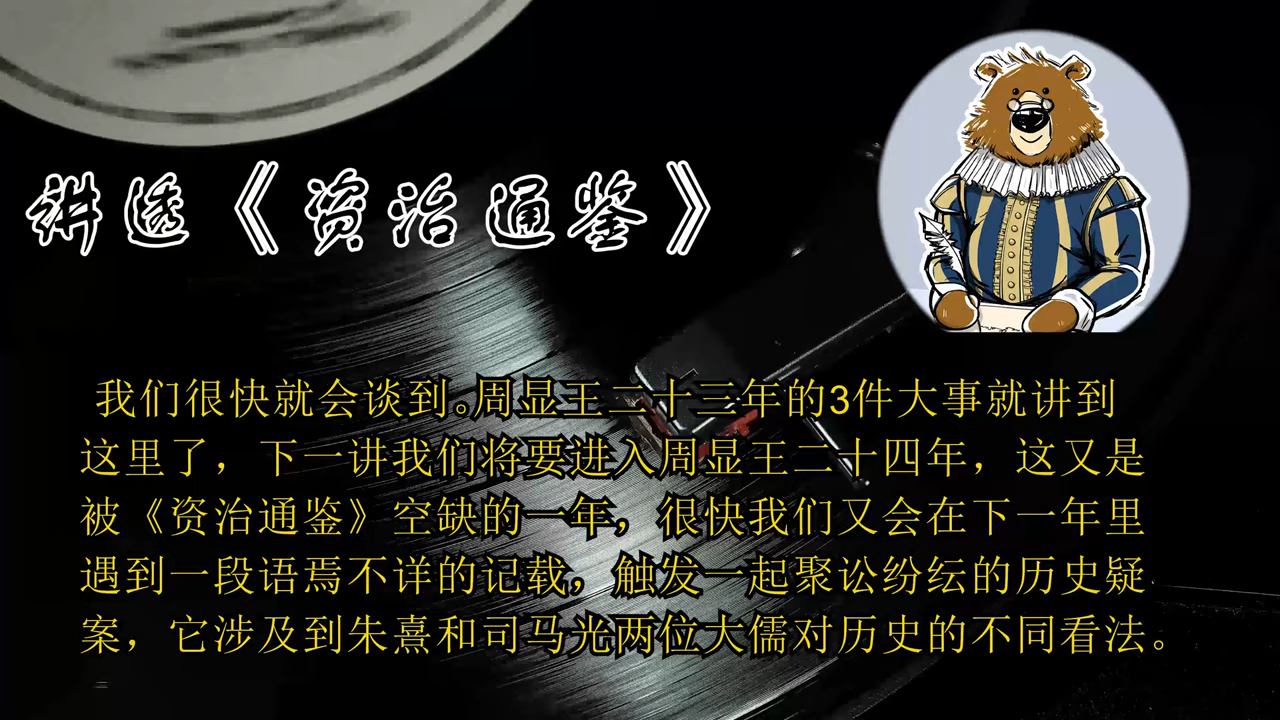 讲透《资治通鉴》
我们很快就会谈到。周显王二十三年的3件大事就讲到
这里了，下一讲我们将要进入周显王二十四年，这又是
被《资治通鉴》空缺的一年，很快我们又会在下一年里
遇到一段语焉不详的记载，触发一起聚讼纷纭的历史疑
案，它涉及到朱熹和司马光两位大儒对历史的不同看法。